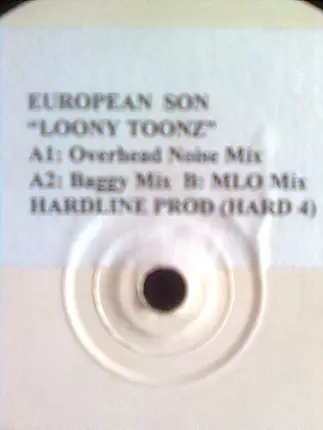 EUROPEAN SON
"LOONY TOONZ"
A1: Overhead Noise Mix
A2: Baggy Mix B: MLO Mix
HARDLINE PROD (HARD 4)